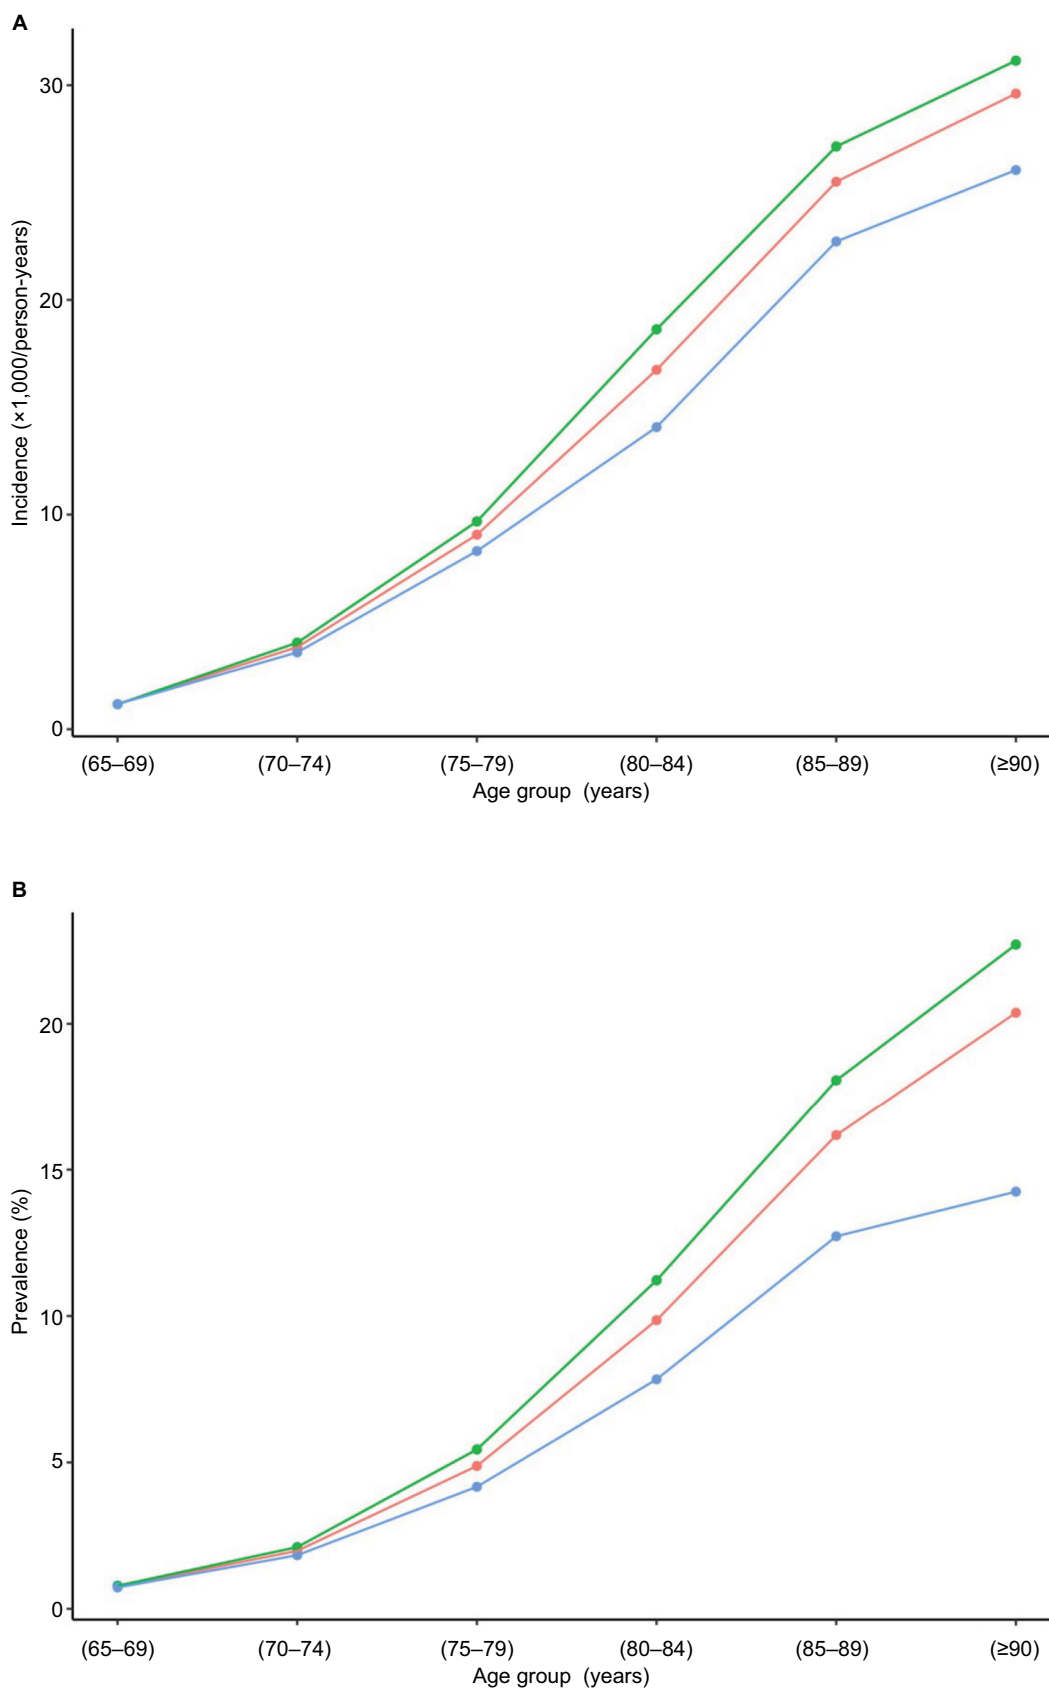 A
Incidence (×1,000/person-years)
30
20
10
0
(65–69) (70–74) (75–79) (80–84) (85–89) (≥90)
Age group (years)
B
Prevalence (%)
20
15
10
5
0
(65–69) (70–74) (75–79) (80–84) (85–89) (≥90)
Age group (years)